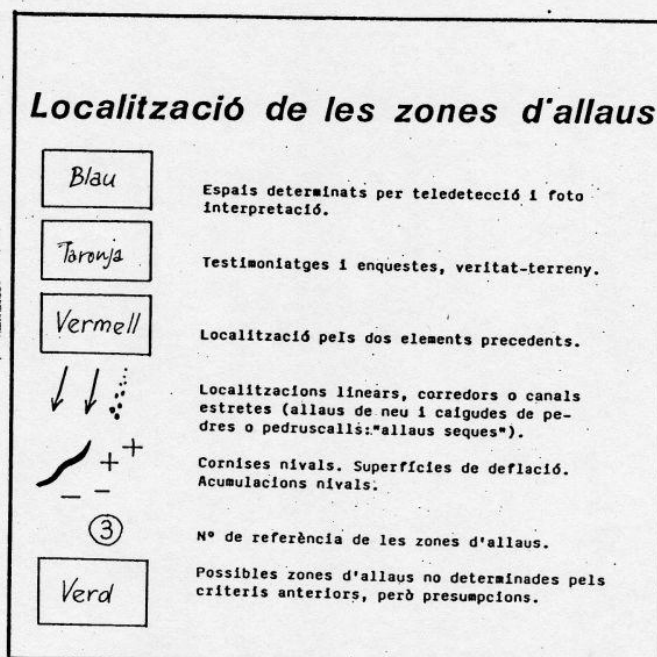 Localització de les zones d'allaus
Blau
Espais determinats per teledetecció i foto
interpretació.
Taronja
Testimoniatges i enquestes, veritat-terreny.
Vermell
Localització pels dos elements precedents.
Localitzacions linears, corredors o canals
estretes (allaus de neu i caigudes de pe-
dres o pedruscalls:"allaus seques").
+ +
Cornises nivals. Superfícies de deflació.
Acumulacions nivals.
– –
3
Nº de referència de les zones d'allaus.
Verd
Possibles zones d'allaus no determinades pels
criteris anteriors, però presumpcions.